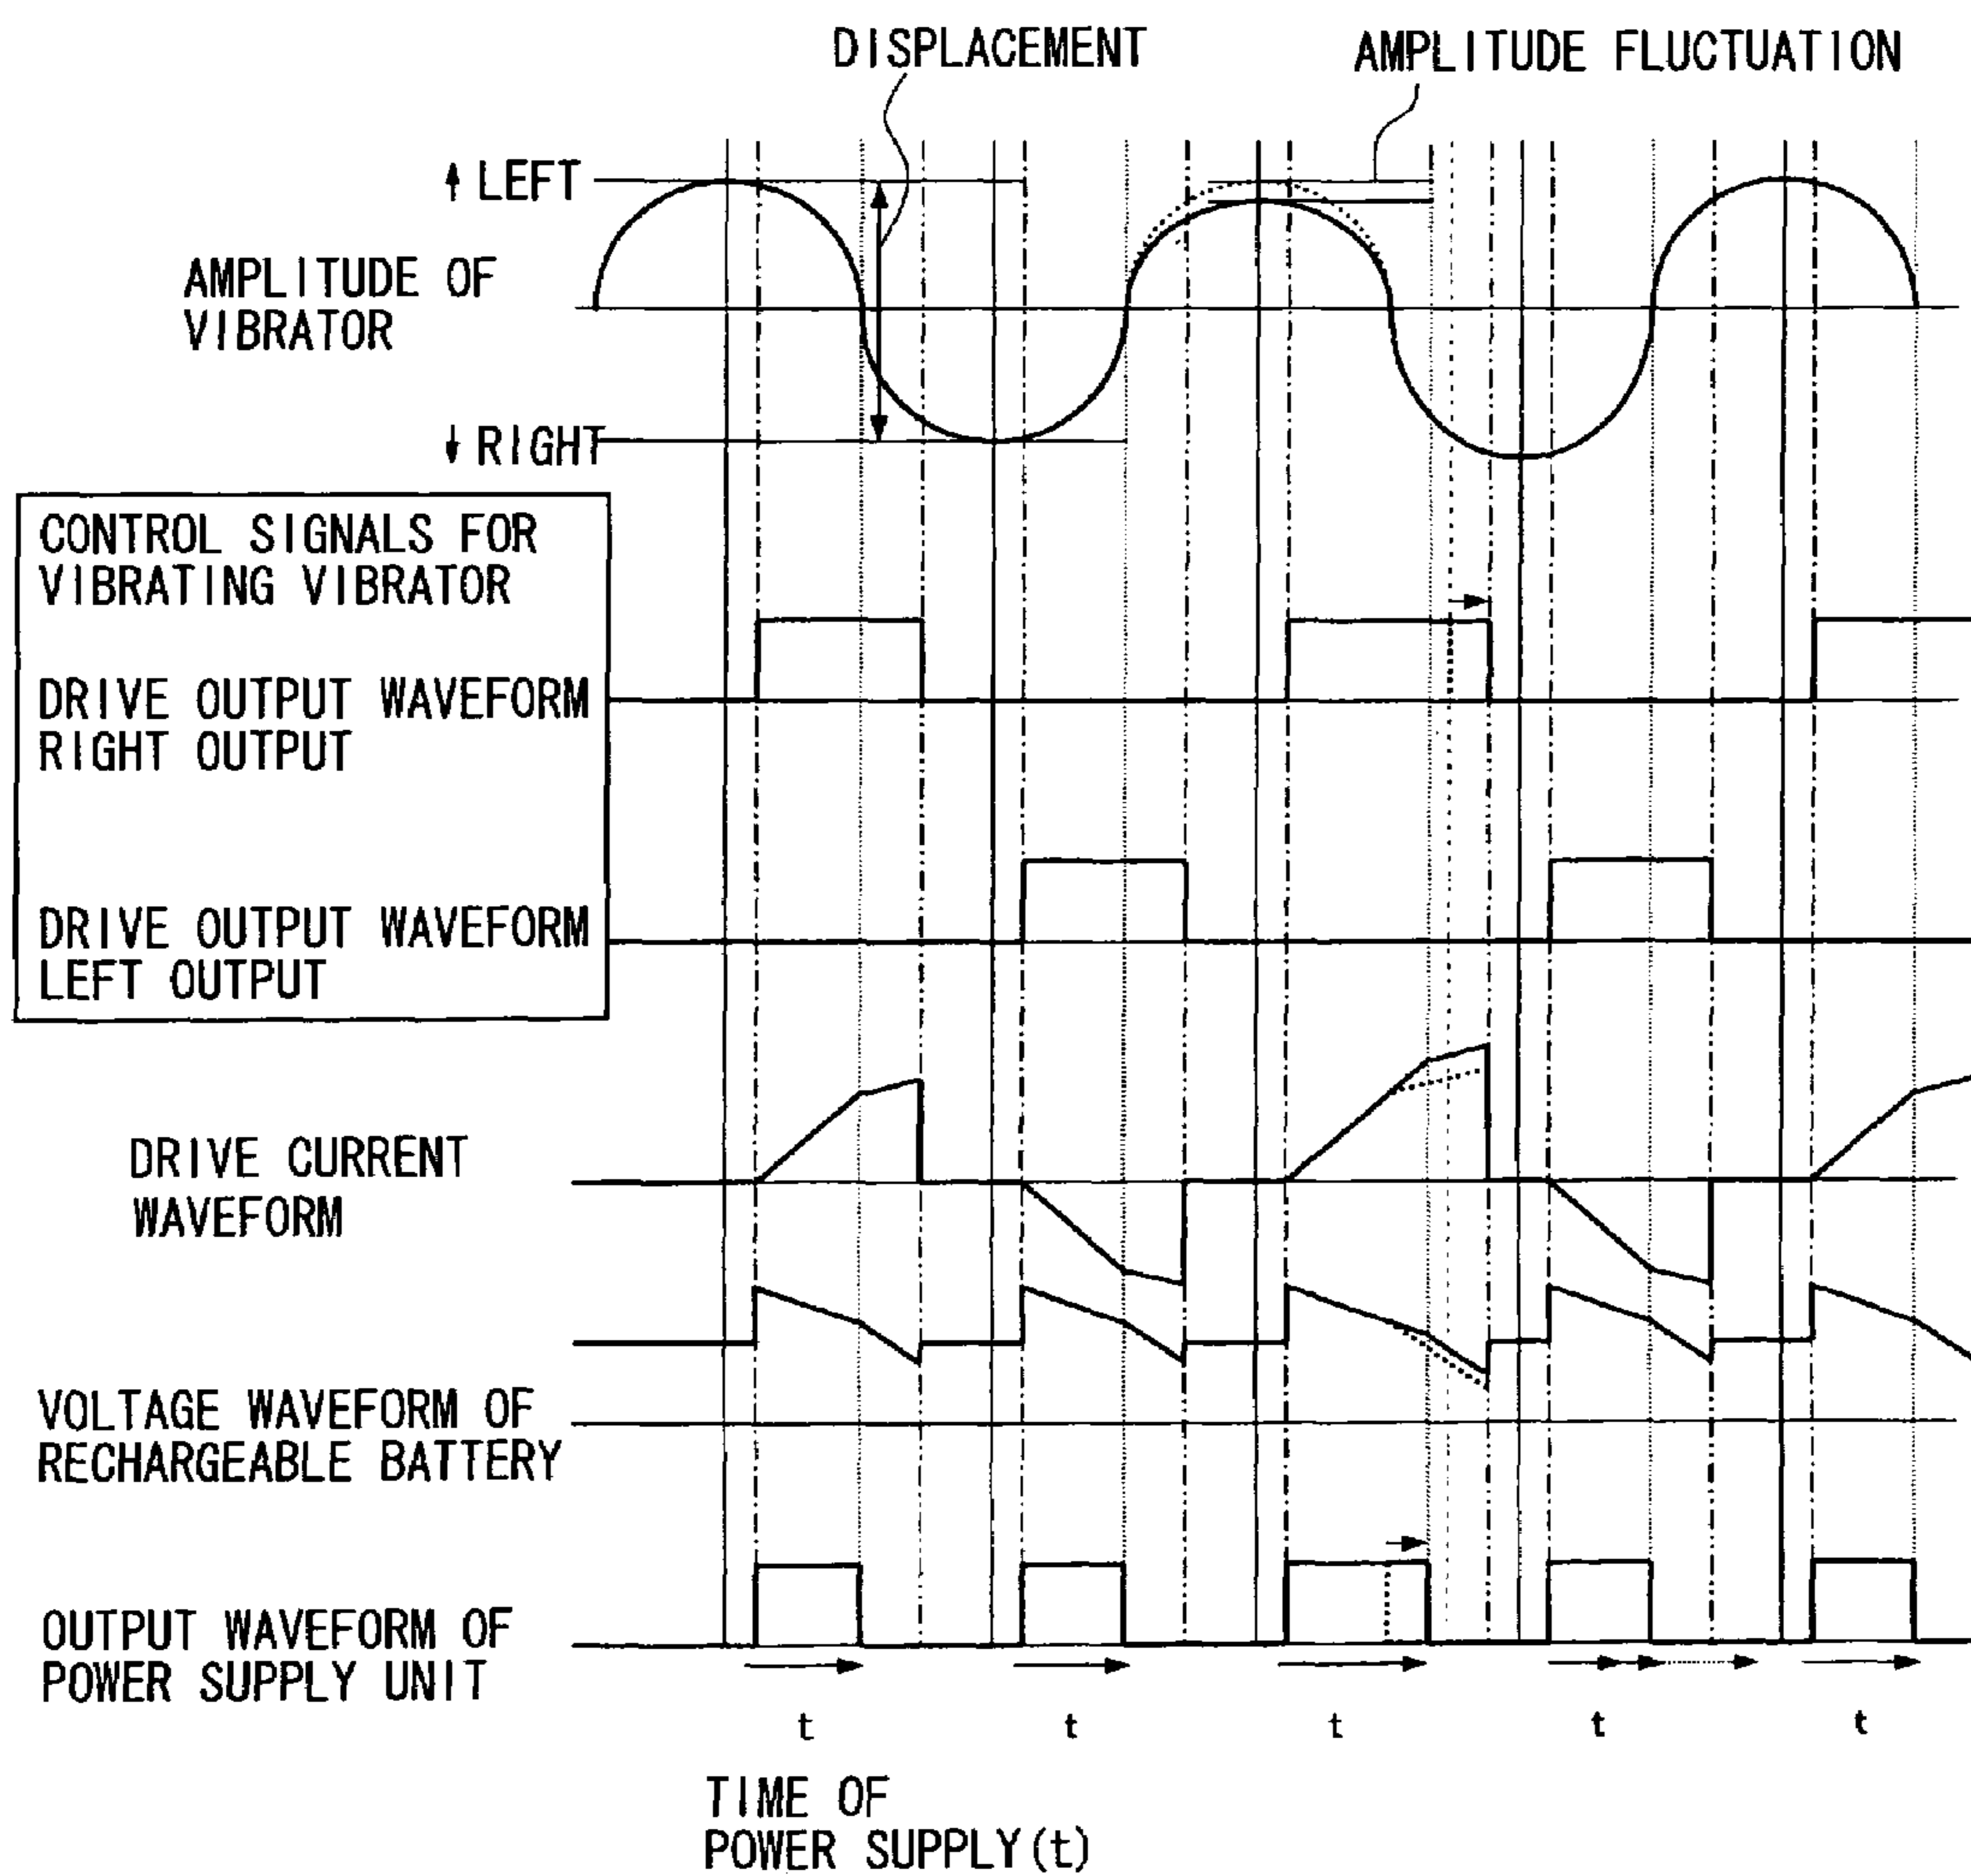 DISPLACEMENT
AMPLITUDE FLUCTUATION
LEFT
AMPLITUDE OF
VIBRATOR
RIGHT
CONTROL SIGNALS FOR
VIBRATING VIBRATOR
DRIVE OUTPUT WAVEFORM
RIGHT OUTPUT
DRIVE OUTPUT WAVEFORM
LEFT OUTPUT
DRIVE CURRENT
WAVEFORM
VOLTAGE WAVEFORM OF
RECHARGEABLE BATTERY
OUTPUT WAVEFORM OF
POWER SUPPLY UNIT
t t t t t
TIME OF
POWER SUPPLY(t)